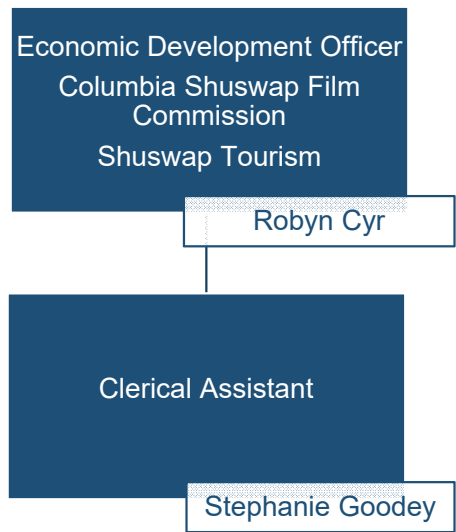 Economic Development Officer
Columbia Shuswap Film
Commission
Shuswap Tourism
Robyn Cyr
Clerical Assistant
Stephanie Goodey